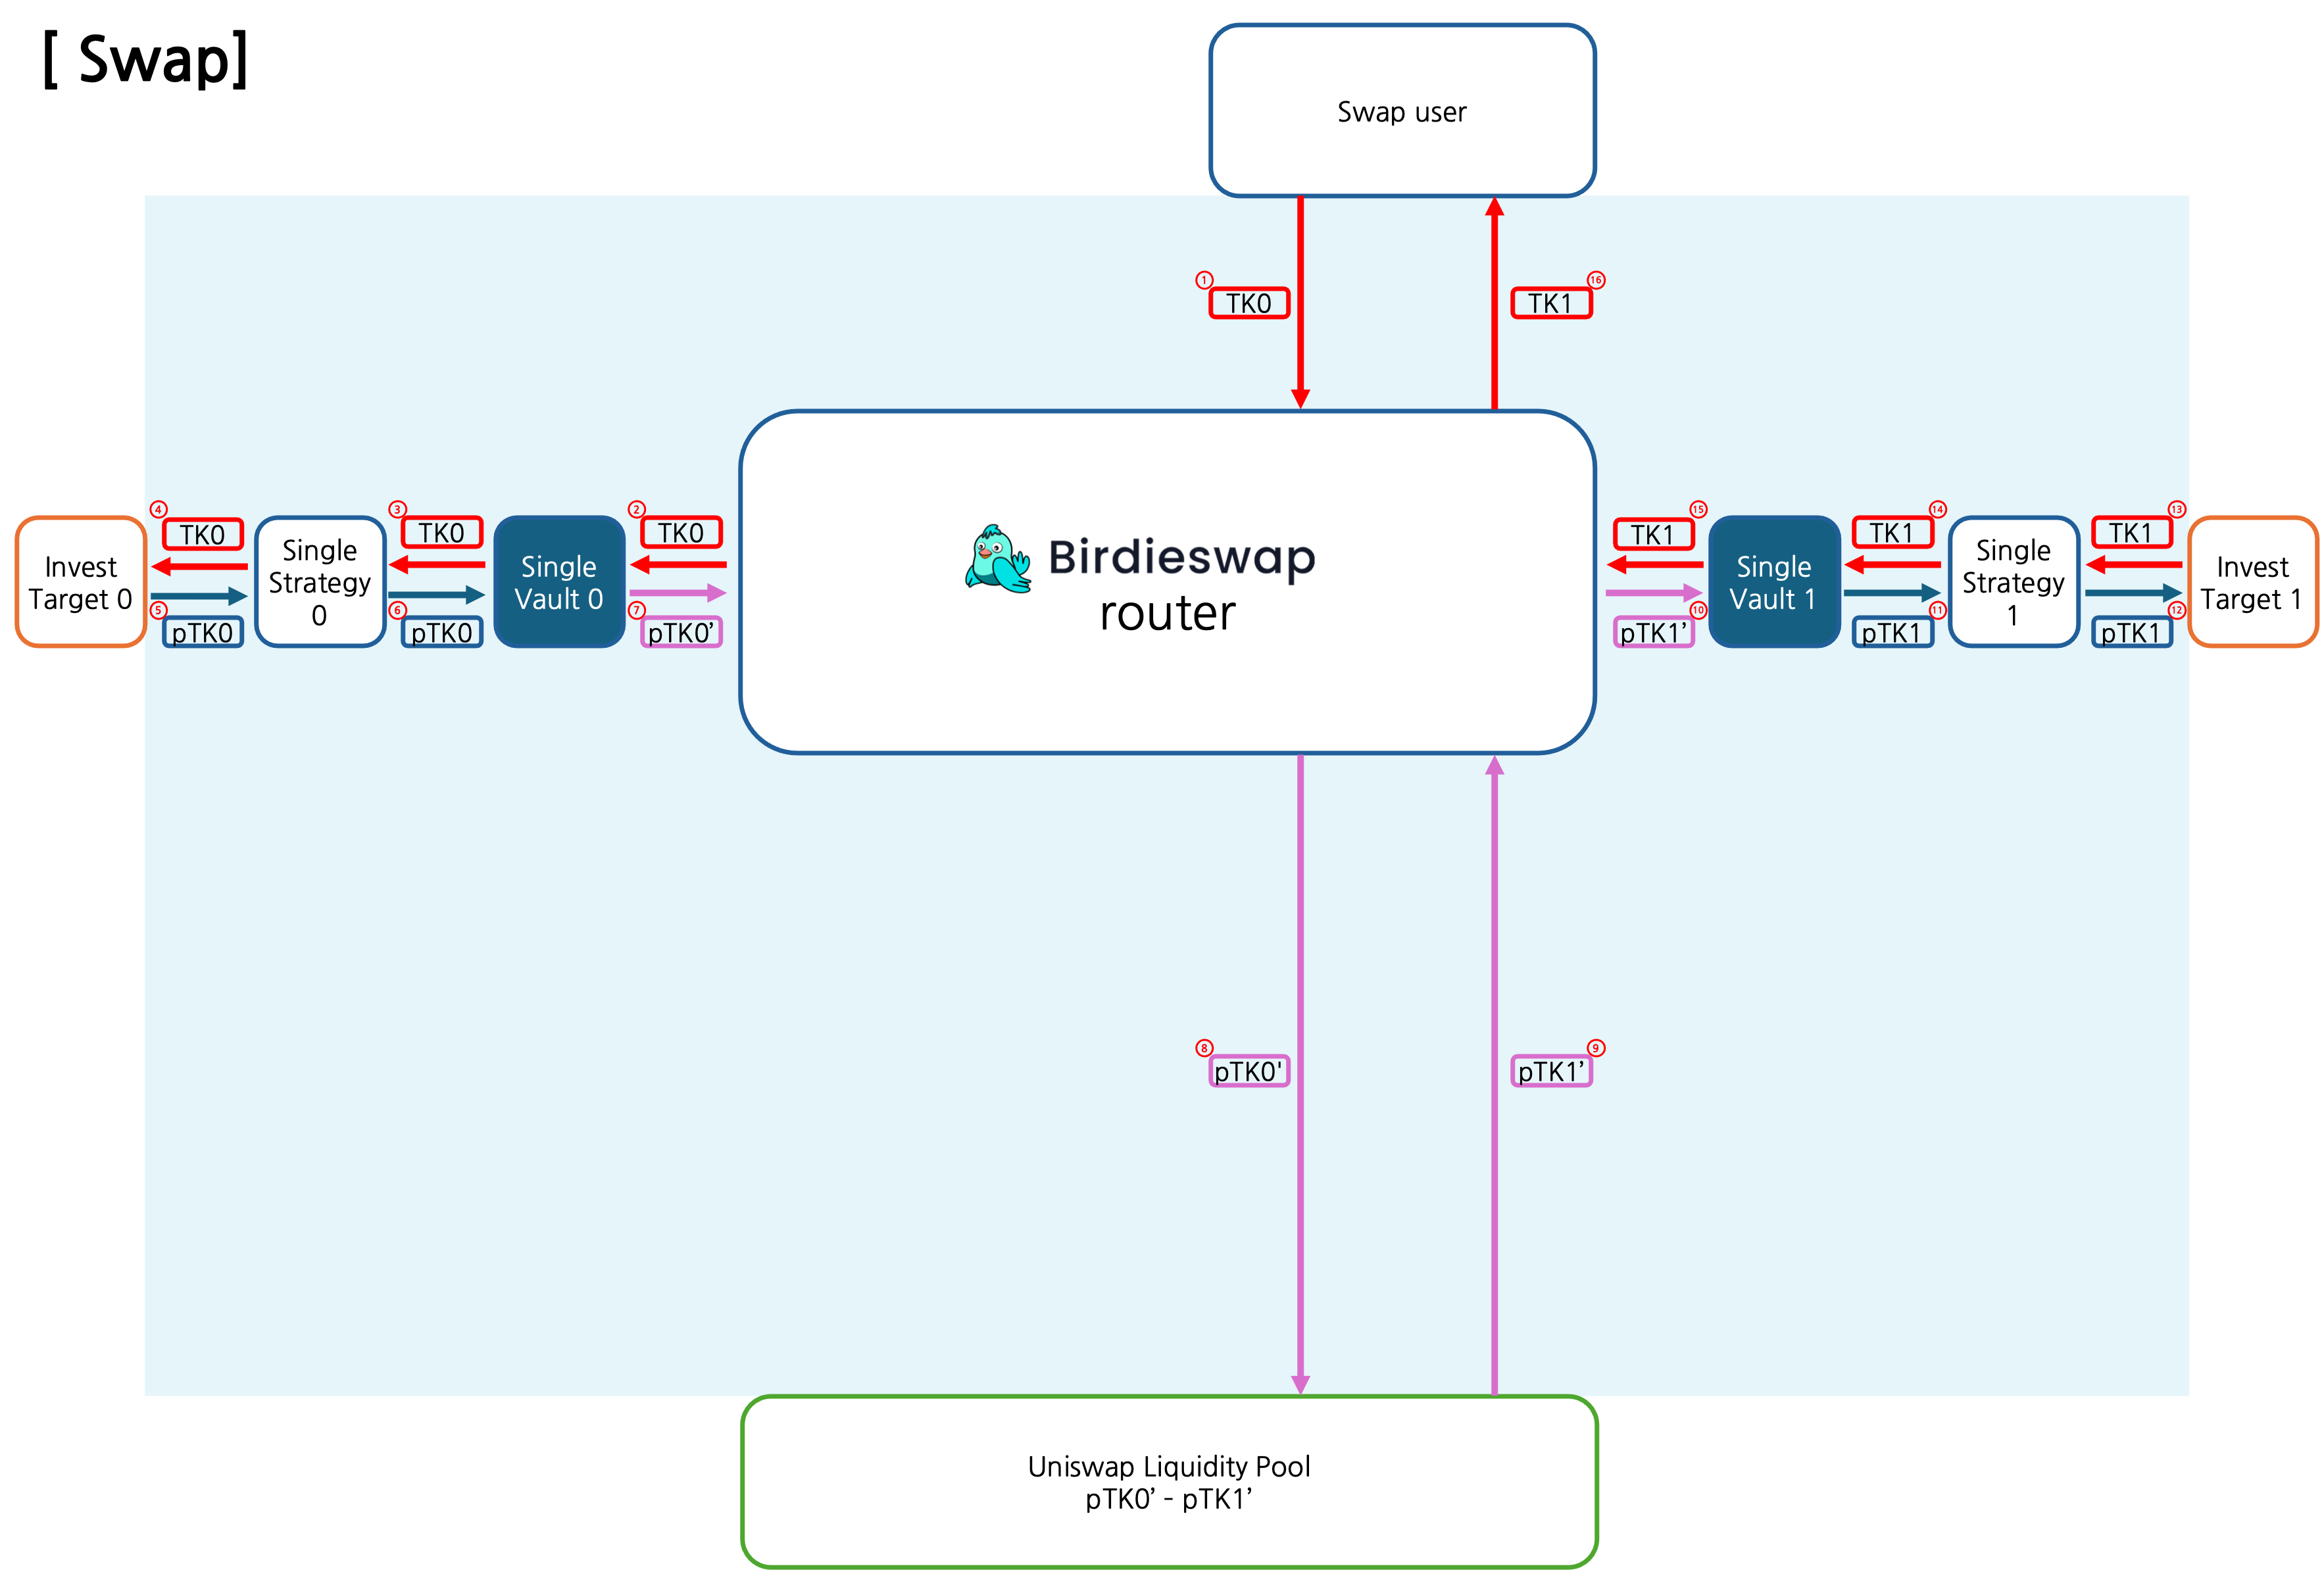 [ Swap]
Swap user
① ⑯
TK0 TK1
④ ③ ② ⑮ ⑭ ⑬
TK0 TK0 TK0 TK1 TK1 TK1
Invest
Target 0
Single
Strategy
0
Single
Vault 0
Birdieswap
router
Single
Vault 1
Single
Strategy
1
Invest
Target 1
⑤ ⑥ ⑦ ⑩ ⑪ ⑫
pTK0 pTK0 pTK0’ pTK1’ pTK1 pTK1
⑧ ⑨
pTK0' pTK1’
Uniswap Liquidity Pool
pTK0’ - pTK1’